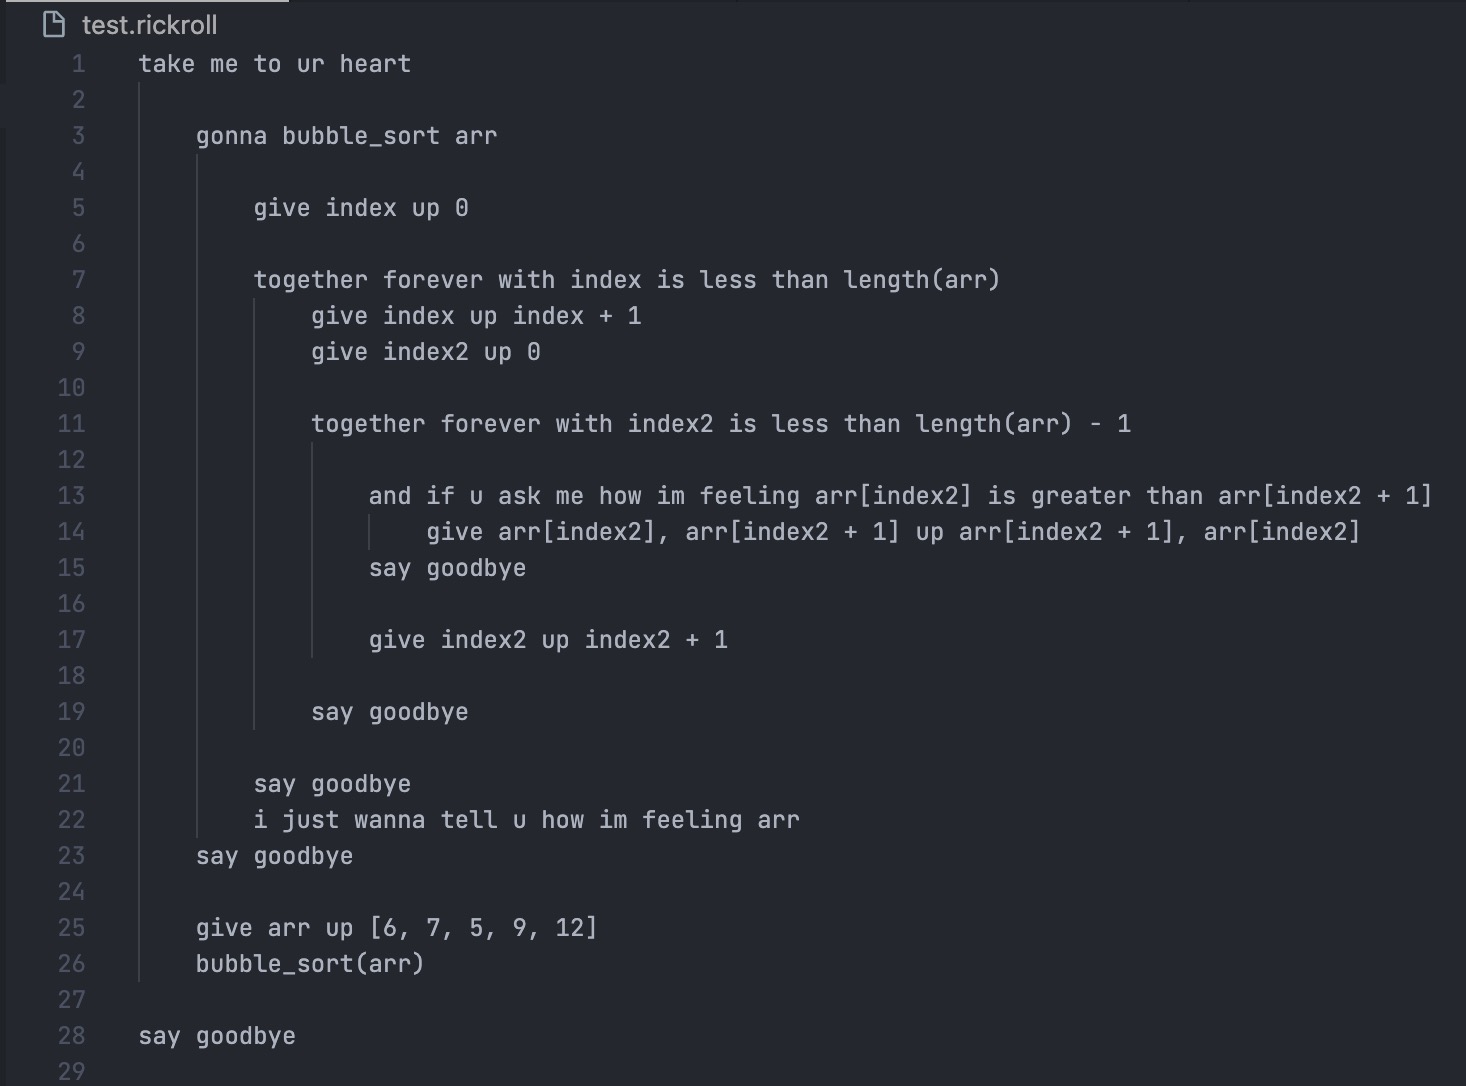 test.rickroll
1 take me to ur heart
2
3 gonna bubble_sort arr
4
5 give index up 0
6
7 together forever with index is less than length(arr)
8 give index up index + 1
9 give index2 up 0
10
11 together forever with index2 is less than length(arr) - 1
12
13 and if u ask me how im feeling arr[index2] is greater than arr[index2 + 1]
14 give arr[index2], arr[index2 + 1] up arr[index2 + 1], arr[index2]
15 say goodbye
16
17 give index2 up index2 + 1
18
19 say goodbye
20
21 say goodbye
22 i just wanna tell u how im feeling arr
23 say goodbye
24
25 give arr up [6, 7, 5, 9, 12]
26 bubble_sort(arr)
27
28 say goodbye
29